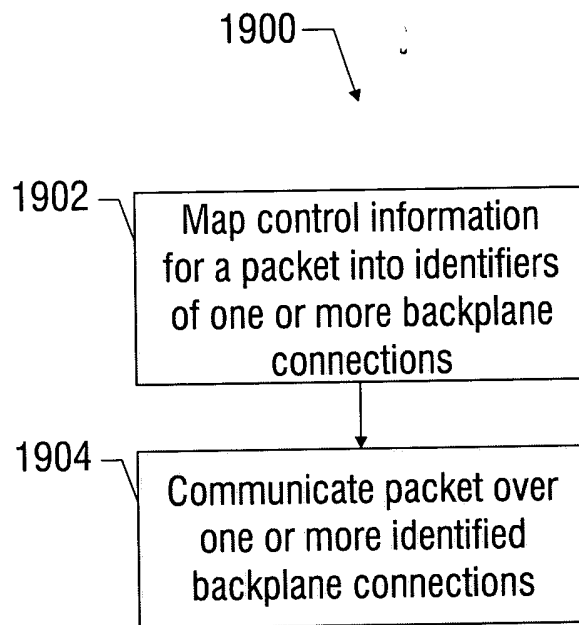 1900
1902
Map control information
for a packet into identifiers
of one or more backplane
connections
1904
Communicate packet over
one or more identified
backplane connections